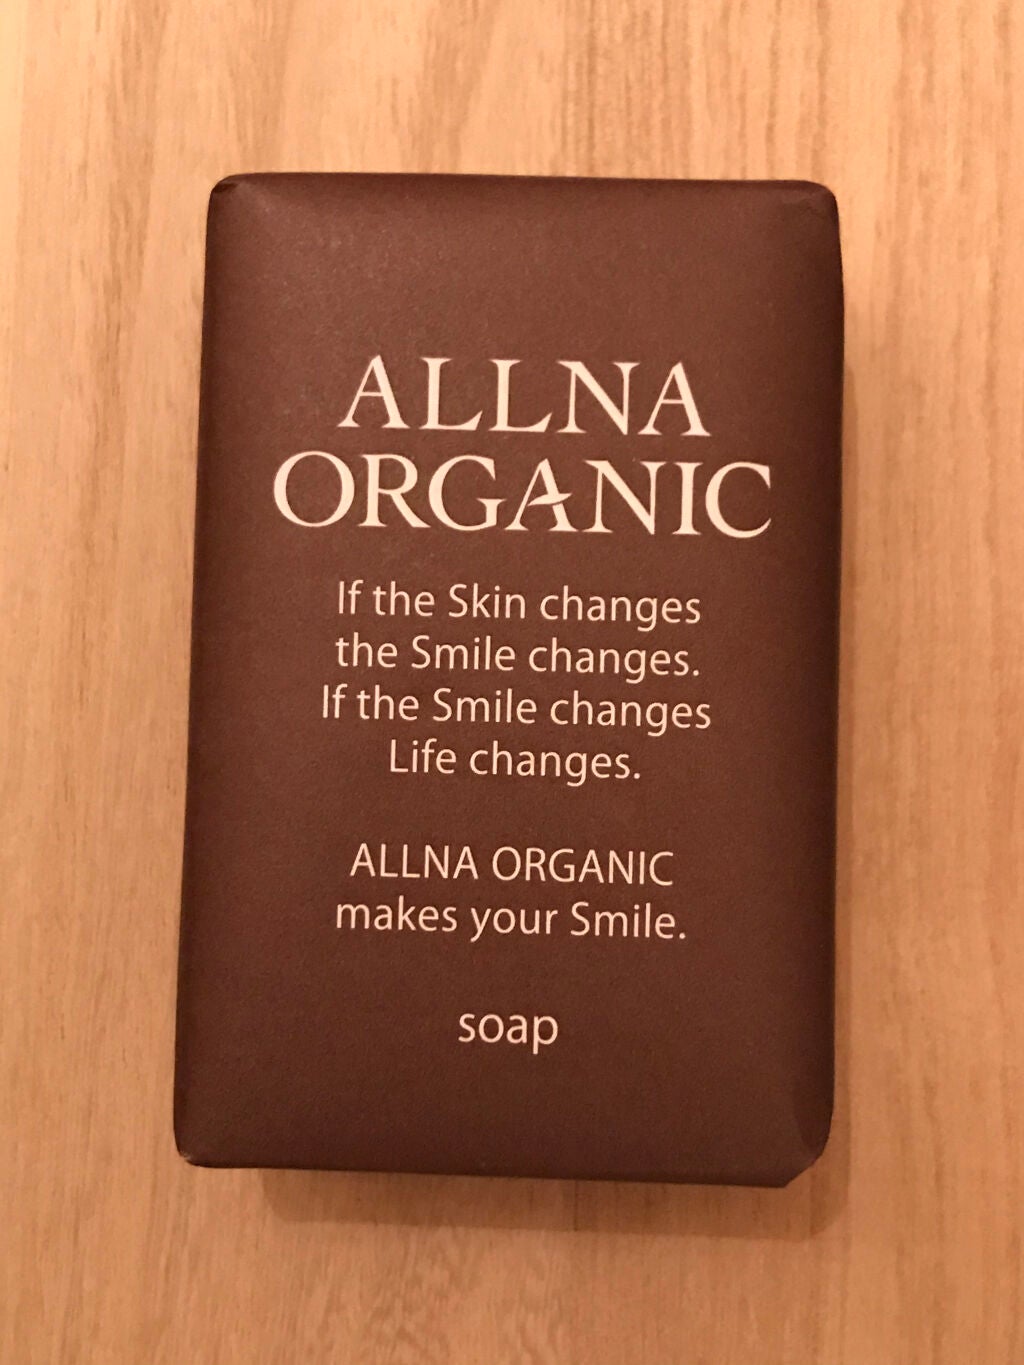 ALLNA
ORGANIC
If the Skin changes
the Smile changes.
If the Smile changes
Life changes.
ALLNA ORGANIC
makes your Smile.
soap